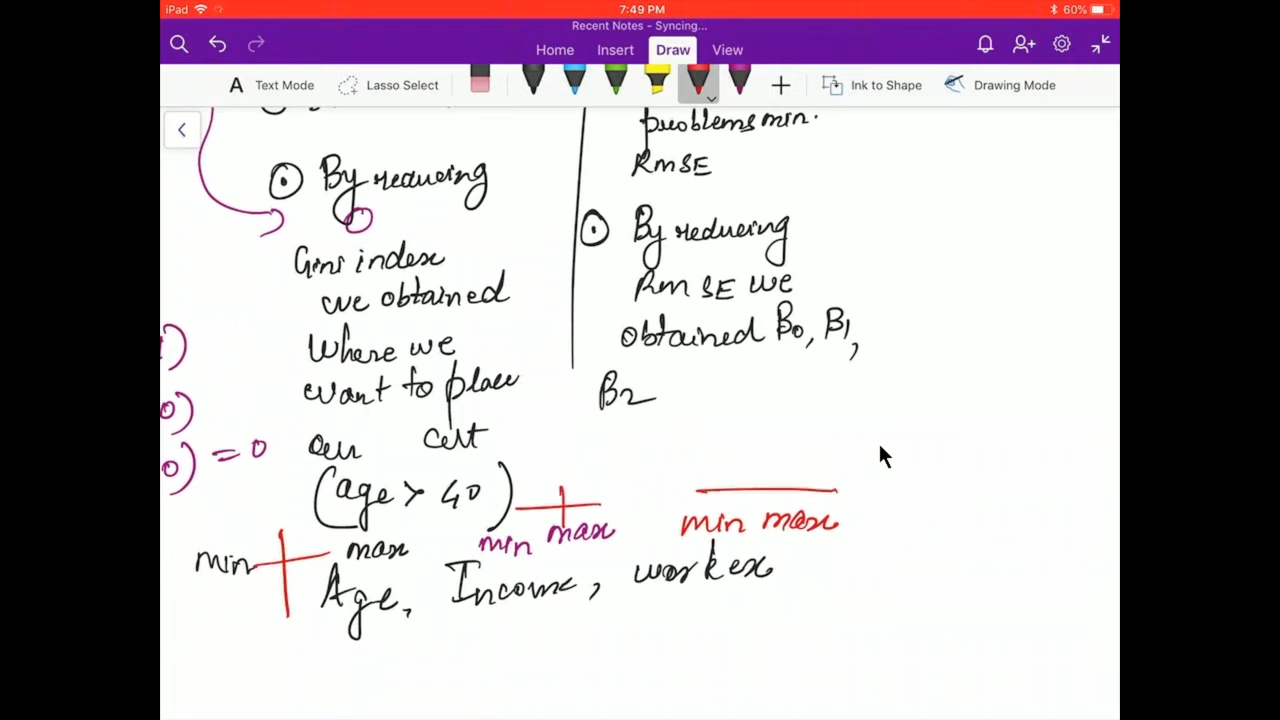 iPad
7:49 PM
60%
Recent Notes - Syncing...
Home Insert Draw View
Text Mode Lasso Select Ink to Shape Drawing Mode
By reducing
Gini index
we obtained
where we
want to place
our cut
(age > 40)
problems min.
RmSE
By reducing
RmSE we
obtained B0, B1,
B2
0) = 0
min max
min max
min max
Age, Income, workex